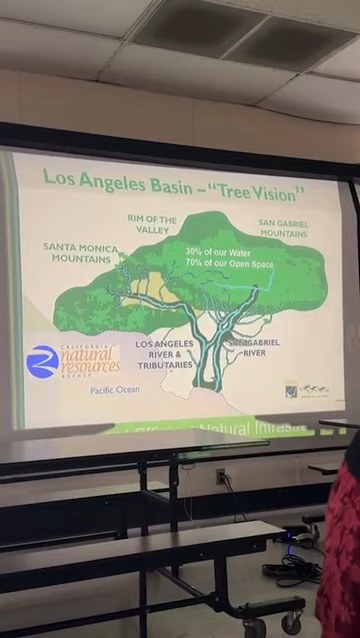 Los Angeles Basin – "Tree Vision"
RIM OF THE
VALLEY
SAN GABRIEL
MOUNTAINS
SANTA MONICA
MOUNTAINS
30% of our Water
70% of our Open Space
LOS ANGELES
RIVER &
TRIBUTARIES
SAN GABRIEL
RIVER
CALIFORNIA
natural
resources
AGENCY
Pacific Ocean
Natural